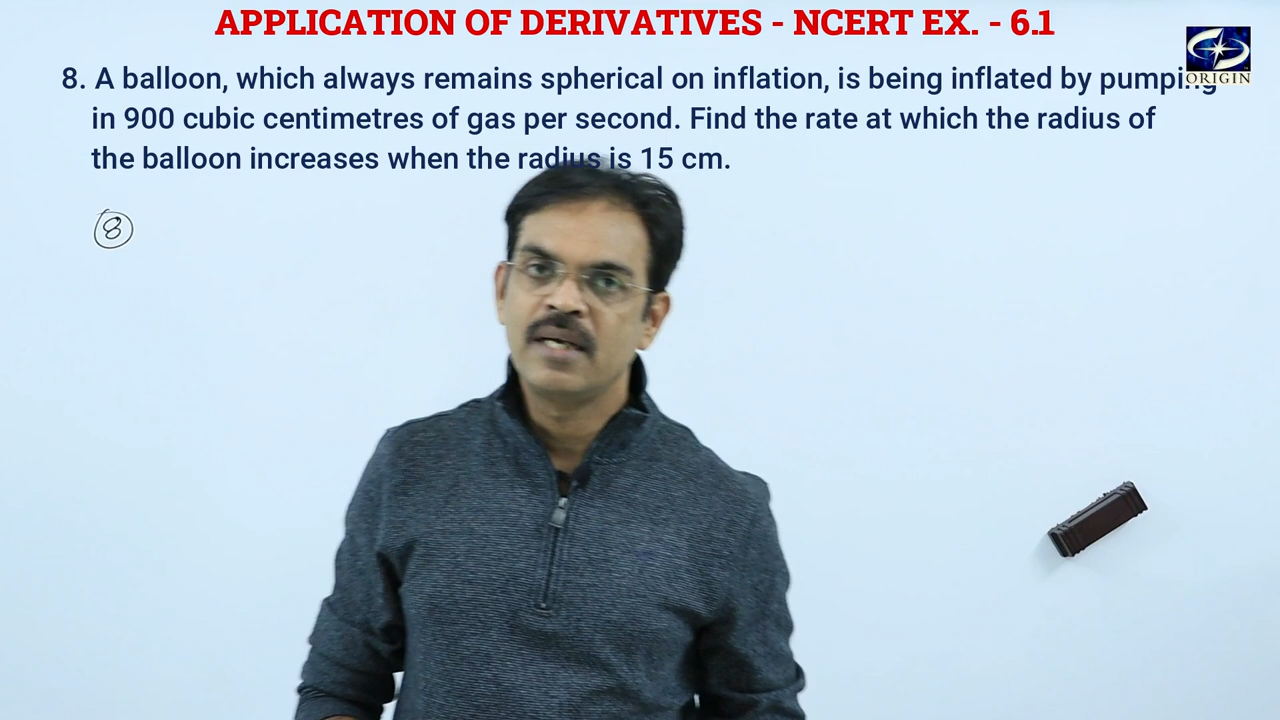 APPLICATION OF DERIVATIVES - NCERT EX. - 6.1
8. A balloon, which always remains spherical on inflation, is being inflated by pumping
in 900 cubic centimetres of gas per second. Find the rate at which the radius of
the balloon increases when the radius is 15 cm.
ORIGIN
8